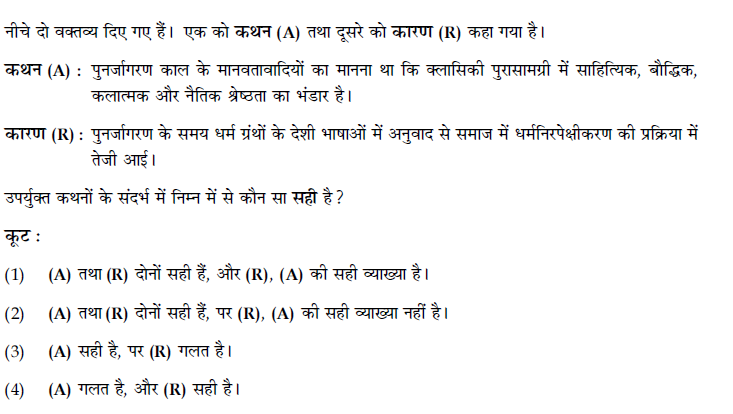 नीचे दो वक्तव्य दिए गए हैं। एक को कथन (A) तथा दूसरे को कारण (R) कहा गया है।
कथन (A) : पुनर्जागरण काल के मानवतावादियों का मानना था कि क्लासिकी पुरासामग्री में साहित्यिक, बौद्धिक,
कलात्मक और नैतिक श्रेष्ठता का भंडार है।
कारण (R) : पुनर्जागरण के समय धर्म ग्रंथों के देशी भाषाओं में अनुवाद से समाज में धर्मनिरपेक्षीकरण की प्रक्रिया में
तेजी आई।
उपर्युक्त कथनों के संदर्भ में निम्न में से कौन सा सही है ?
कूट :
(1) (A) तथा (R) दोनों सही हैं, और (R), (A) की सही व्याख्या है।
(2) (A) तथा (R) दोनों सही हैं, पर (R), (A) की सही व्याख्या नहीं है।
(3) (A) सही है, पर (R) गलत है।
(4) (A) गलत है, और (R) सही है।